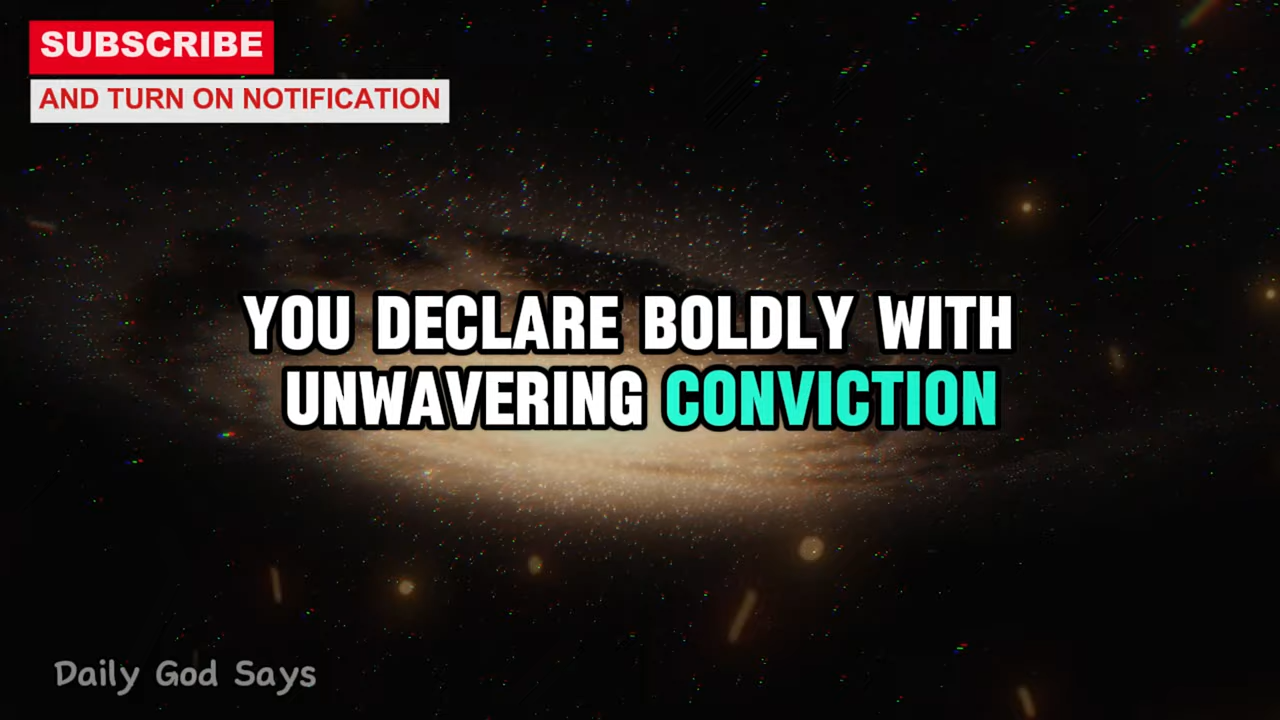 SUBSCRIBE
AND TURN ON NOTIFICATION
YOU DECLARE BOLDLY WITH
UNWAVERING CONVICTION
Daily God Says